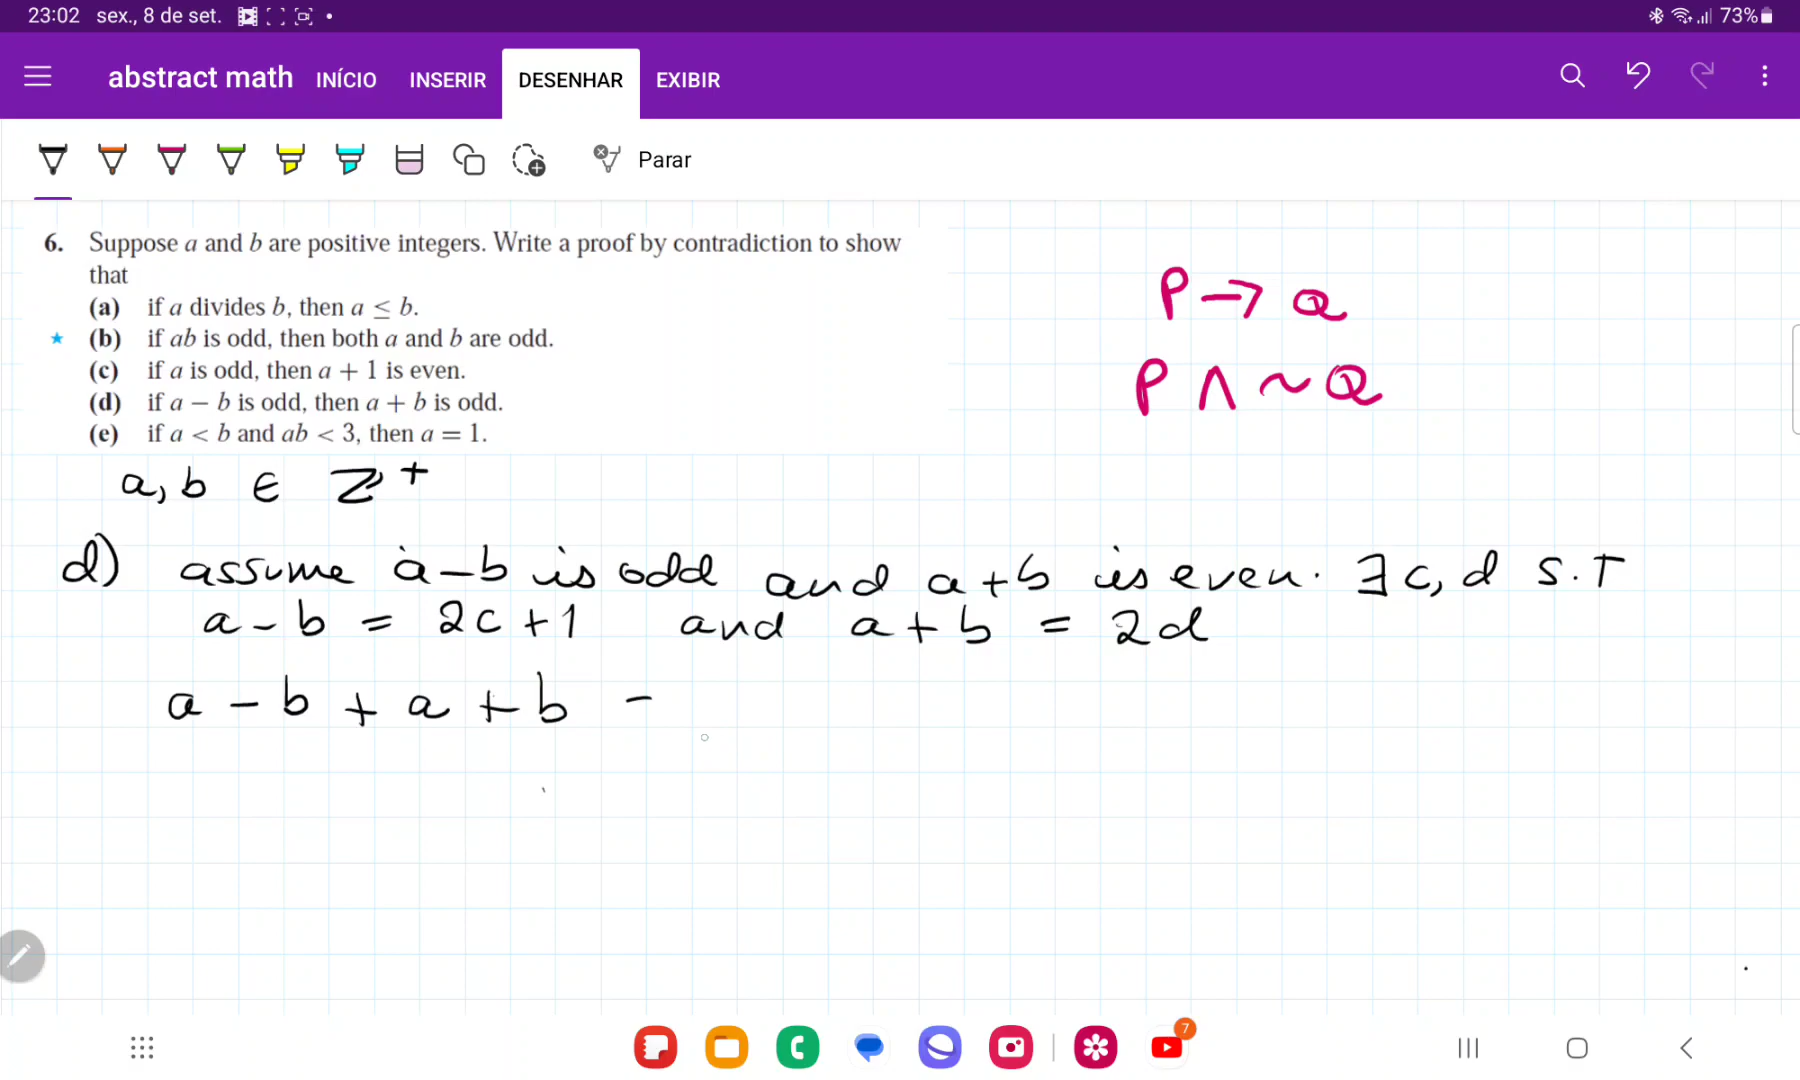 23:02 sex., 8 de set. 73%
abstract math INÍCIO INSERIR DESENHAR EXIBIR
Parar
6. Suppose a and b are positive integers. Write a proof by contradiction to show
that
(a) if a divides b, then a ≤ b.
★ (b) if ab is odd, then both a and b are odd.
(c) if a is odd, then a + 1 is even.
(d) if a − b is odd, then a + b is odd.
(e) if a < b and ab < 3, then a = 1.
P → Q
P ∧ ~Q
a, b ∈ Z⁺
d) assume a − b is odd and a + b is even. ∃ c, d s.T
a − b = 2c + 1 and a + b = 2d
a − b + a + b −
7